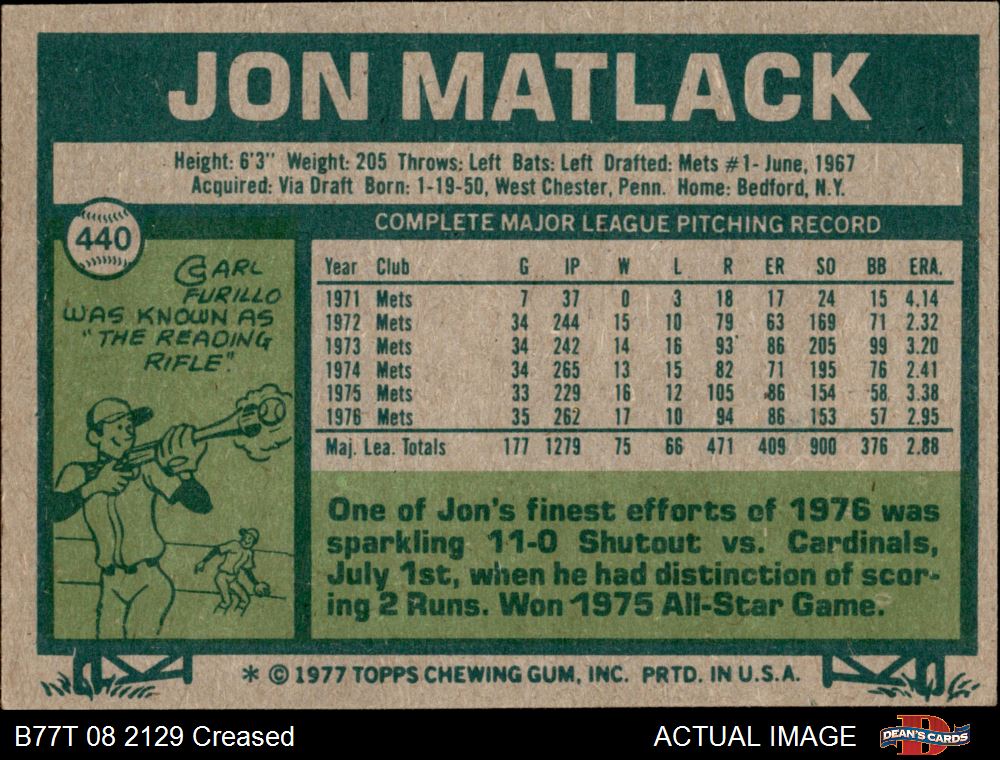 JON MATLACK
Height: 6'3" Weight: 205 Throws: Left Bats: Left Drafted: Mets #1- June, 1967
Acquired: Via Draft Born: 1-19-50, West Chester, Penn. Home: Bedford, N.Y.
440
CARL
FURILLO
WAS KNOWN AS
"THE READING
RIFLE."
COMPLETE MAJOR LEAGUE PITCHING RECORD
Year Club G IP W L R ER SO BB ERA.
1971 Mets 7 37 0 3 18 17 24 15 4.14
1972 Mets 34 244 15 10 79 63 169 71 2.32
1973 Mets 34 242 14 16 93 86 205 99 3.20
1974 Mets 34 265 13 15 82 71 195 76 2.41
1975 Mets 33 229 16 12 105 86 154 58 3.38
1976 Mets 35 262 17 10 94 86 153 57 2.95
Maj. Lea. Totals 177 1279 75 66 471 409 900 376 2.88
One of Jon's finest efforts of 1976 was
sparkling 11-0 Shutout vs. Cardinals,
July 1st, when he had distinction of scor-
ing 2 Runs. Won 1975 All-Star Game.
* © 1977 TOPPS CHEWING GUM, INC. PRTD. IN U.S.A.
B77T 08 2129 Creased
ACTUAL IMAGE
D
DEAN'S CARDS